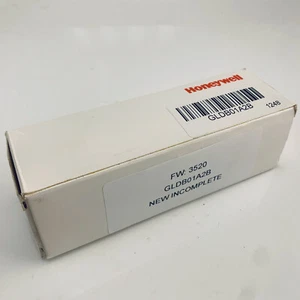 Honeywell
GLDB01A2B
1248
FW: 3520
GLDB01A2B
NEW INCOMPLETE